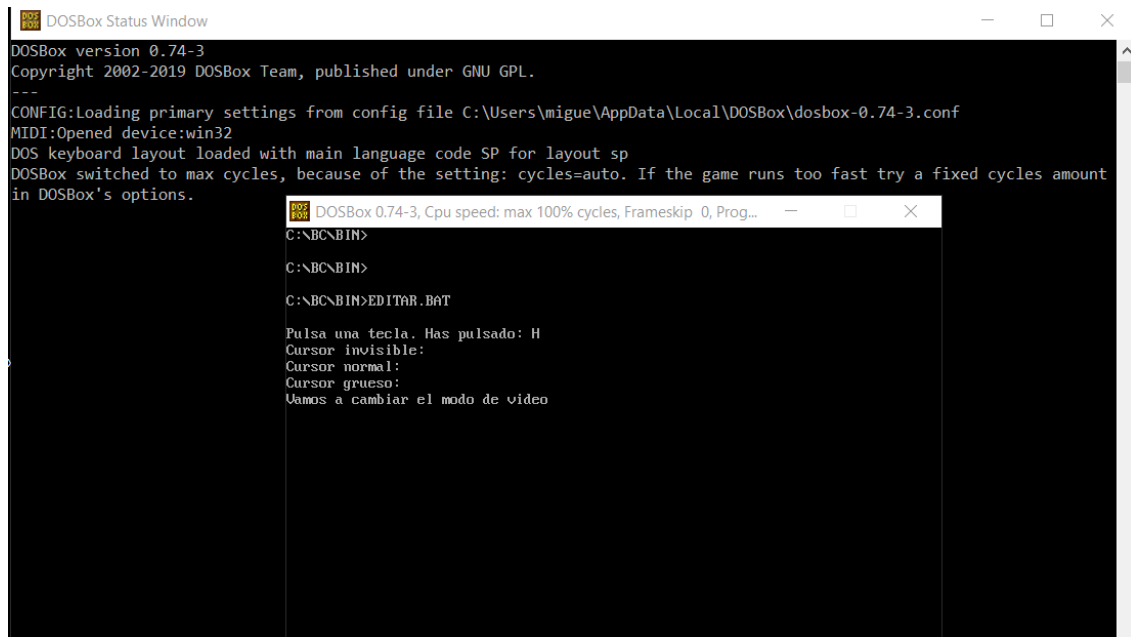 DOSBox Status Window
DOSBox version 0.74-3
Copyright 2002-2019 DOSBox Team, published under GNU GPL.
---
CONFIG:Loading primary settings from config file C:\Users\migue\AppData\Local\DOSBox\dosbox-0.74-3.conf
MIDI:Opened device:win32
DOS keyboard layout loaded with main language code SP for layout sp
DOSBox switched to max cycles, because of the setting: cycles=auto. If the game runs too fast try a fixed cycles amount
in DOSBox's options.
DOSBox 0.74-3, Cpu speed: max 100% cycles, Frameskip 0, Prog...
C:\BC\BIN>
C:\BC\BIN>
C:\BC\BIN>EDITAR.BAT
Pulsa una tecla. Has pulsado: H
Cursor invisible:
Cursor normal:
Cursor grueso:
Vamos a cambiar el modo de video